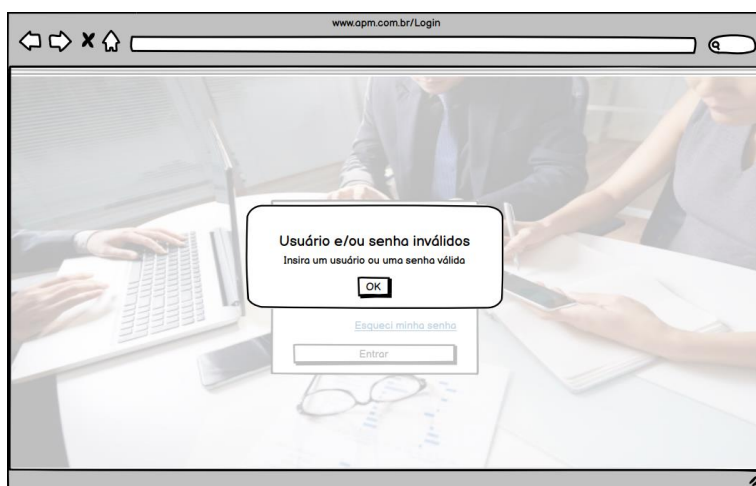 www.apm.com.br/Login
Usuário e/ou senha inválidos
Insira um usuário ou uma senha válida
OK
Esqueci minha senha
Entrar